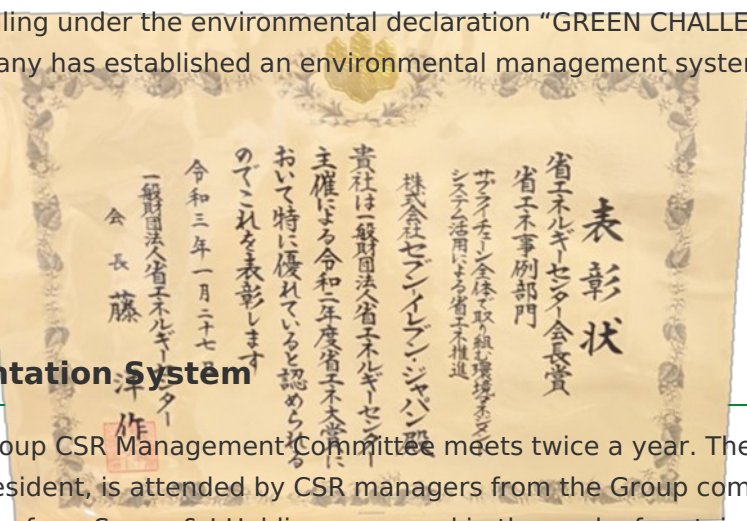 ling under the environmental declaration “GREEN CHALLE
any has established an environmental management system
表彰状
省エネルギーセンター会長賞
省エネ事例部門
サプライチェーン全体で取り組む環境マネジメント
システム活用による省エネ推進
株式会社セブン‐イレブン・ジャパン殿
貴社は一般財団法人省エネルギーセンター
主催による令和二年度省エネ大賞に
おいて特に優れていると認められる
のでこれを表彰します
令和三年一月二十七
一般財団法人省エネルギーセンター
会長 藤 洋作
ntation System
oup CSR Management Committee meets twice a year. The
esident, is attended by CSR managers from the Group com